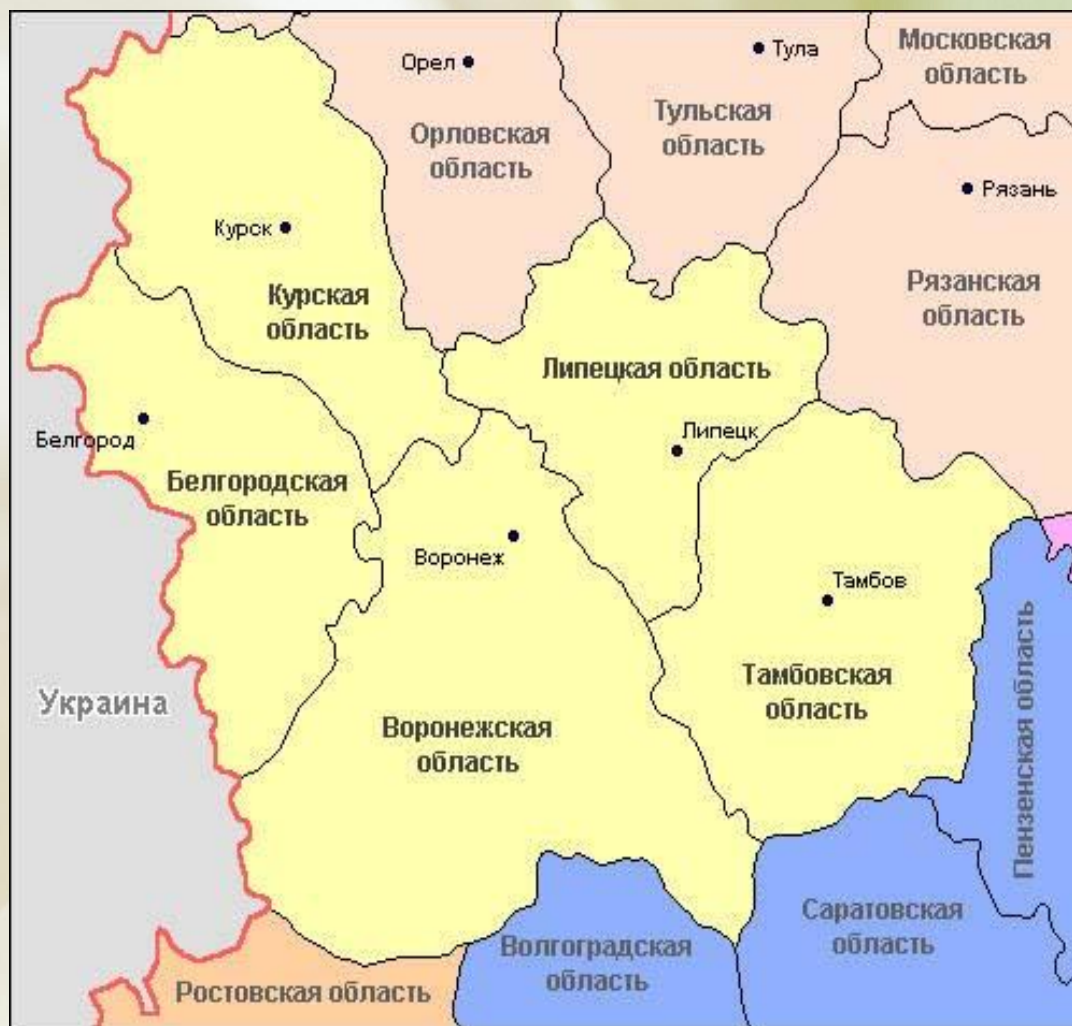 Московская
область
Орел
Тула
Орловская
область
Тульская
область
Рязань
Курск
Рязанская
область
Курская
область
Липецкая область
Белгород
Липецк
Белгородская
область
Воронеж
Тамбов
Украина
Тамбовская
область
Воронежская
область
Пензенская область
Саратовская
область
Волгоградская
область
Ростовская область